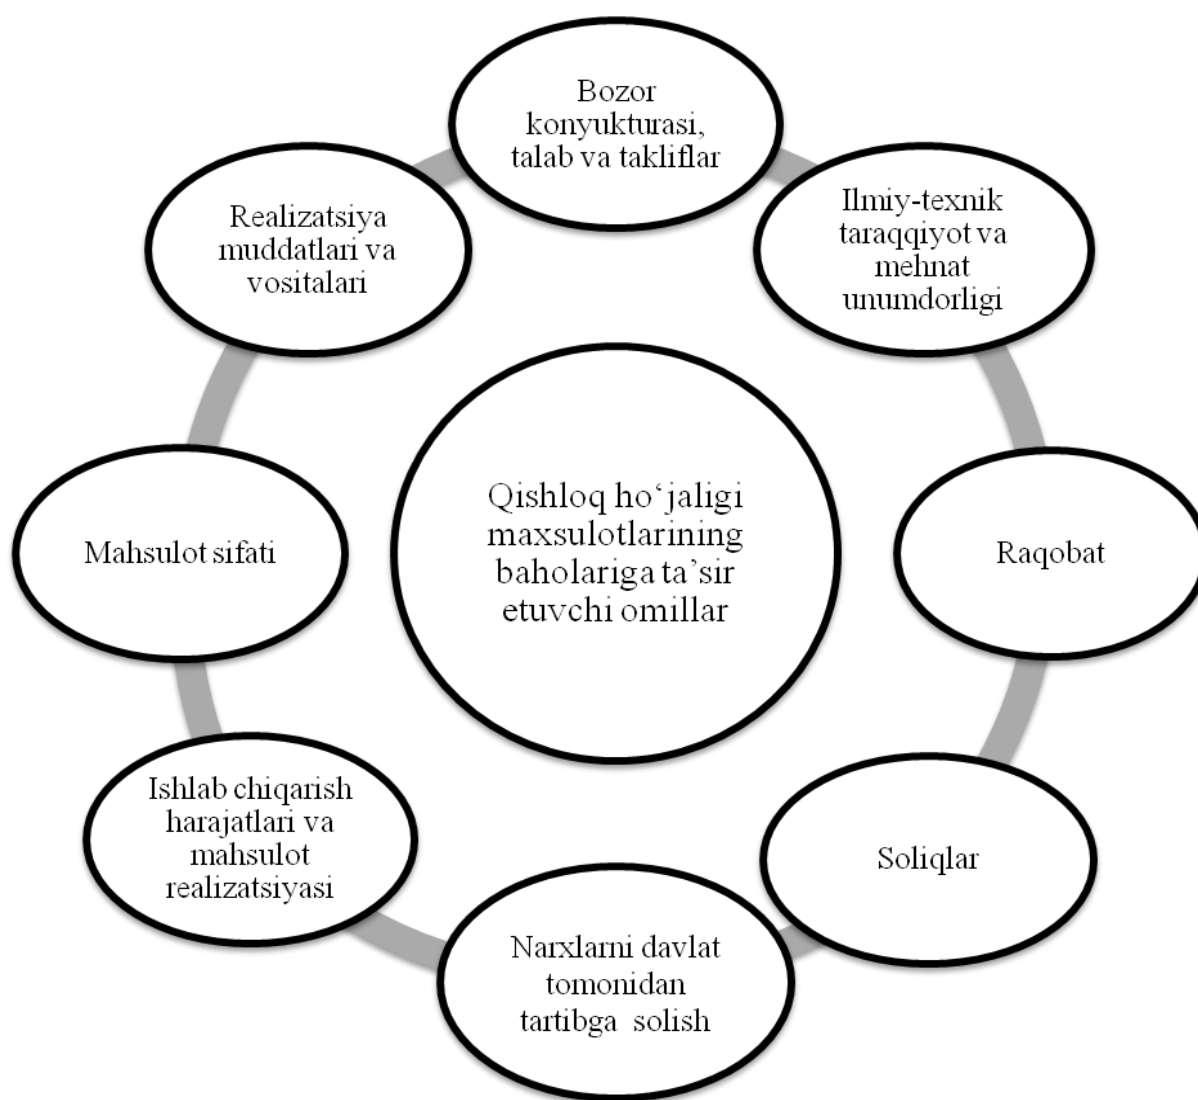 Bozor
konyukturasi,
talab va takliflar
Ilmiy-texnik
taraqqiyot va
mehnat
unumdorligi
Raqobat
Soliqlar
Narxlarni davlat
tomonidan
tartibga solish
Ishlab chiqarish
harajatlari va
mahsulot
realizatsiyasi
Mahsulot sifati
Realizatsiya
muddatlari va
vositalari
Qishloq ho‘jaligi
maxsulotlarining
baholariga ta’sir
etuvchi omillar